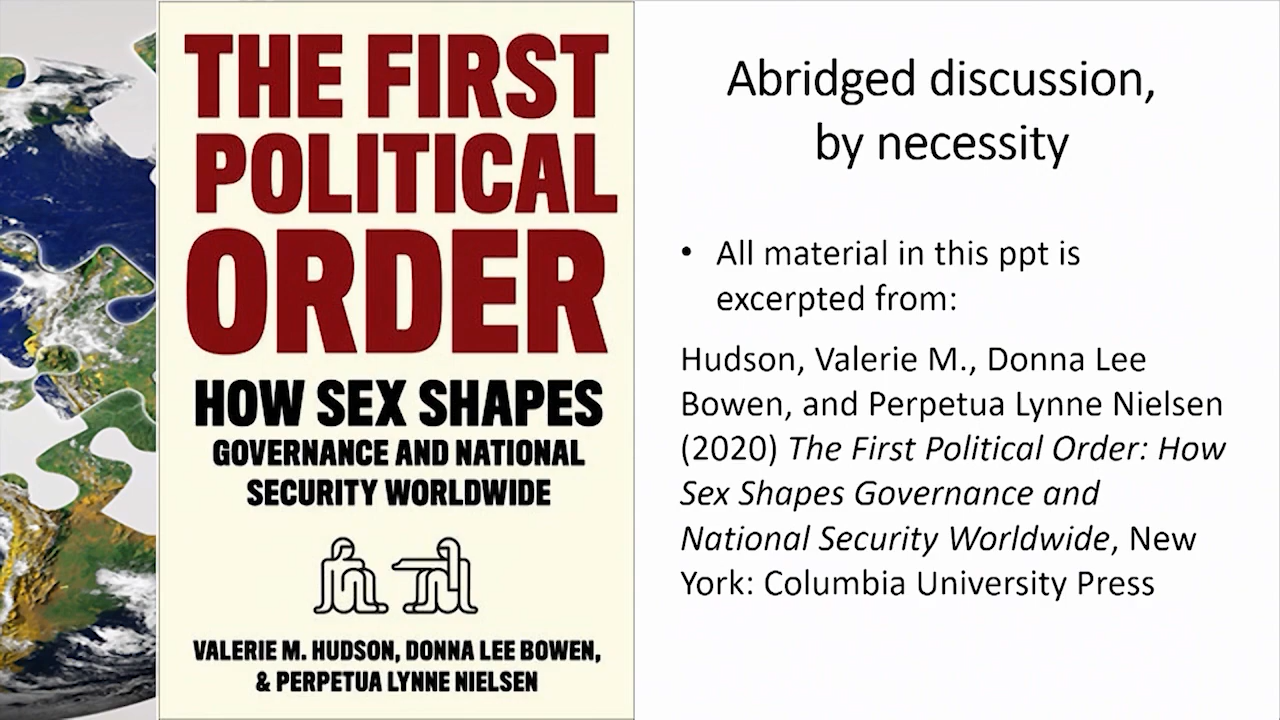 THE FIRST
POLITICAL
ORDER
HOW SEX SHAPES
GOVERNANCE AND NATIONAL
SECURITY WORLDWIDE
VALERIE M. HUDSON, DONNA LEE BOWEN,
& PERPETUA LYNNE NIELSEN
Abridged discussion,
by necessity
• All material in this ppt is
excerpted from:
Hudson, Valerie M., Donna Lee
Bowen, and Perpetua Lynne Nielsen
(2020) The First Political Order: How
Sex Shapes Governance and
National Security Worldwide, New
York: Columbia University Press